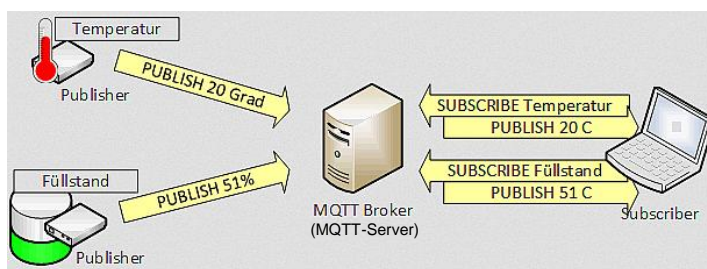 Temperatur
Publisher
PUBLISH 20 Grad
Füllstand
Publisher
PUBLISH 51%
MQTT Broker
(MQTT-Server)
SUBSCRIBE Temperatur
PUBLISH 20 C
SUBSCRIBE Füllstand
PUBLISH 51 C
Subscriber